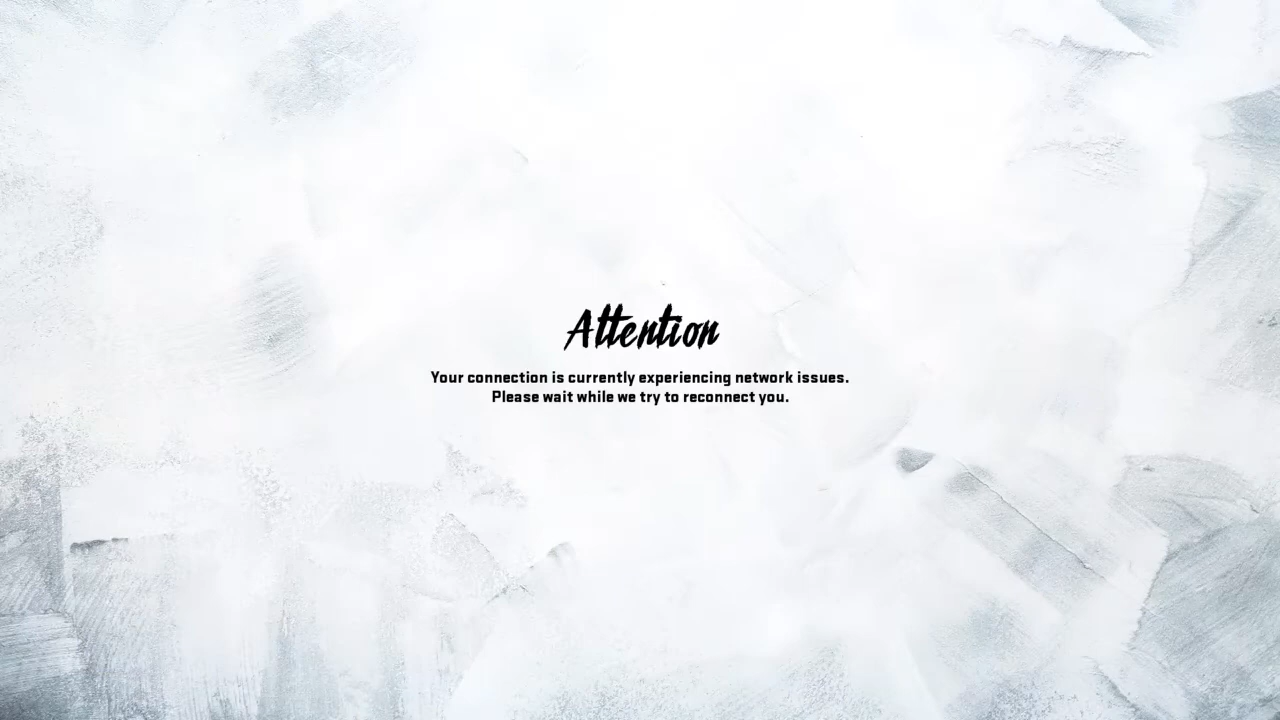 Attention
Your connection is currently experiencing network issues.
Please wait while we try to reconnect you.